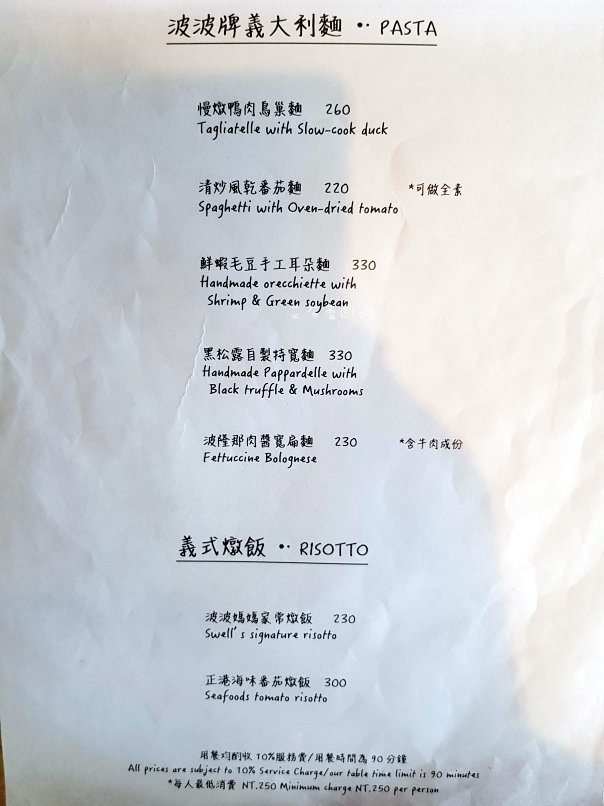 波波牌義大利麵 •· PASTA
慢燉鴨肉鳥巢麵 260
Tagliatelle with Slow-cook duck
清炒風乾番茄麵 220 *可做全素
Spaghetti with Oven-dried tomato
鮮蝦毛豆手工耳朵麵 330
Handmade orecchiette with
Shrimp & Green soybean
黑松露自製特寬麵 330
Handmade Pappardelle with
Black truffle & Mushrooms
波隆那肉醬寬扁麵 230 *含牛肉成份
Fettuccine Bolognese
義式燉飯 •· RISOTTO
波波媽媽家常燉飯 230
Swell's signature risotto
正港海味番茄燉飯 300
Seafoods tomato risotto
用餐均酌收 10%服務費/用餐時間為 90 分鐘
All prices are subject to 10% Service Charge/our table time limit is 90 minutes
*每人最低消費 NT.250 Minimum charge NT.250 per person